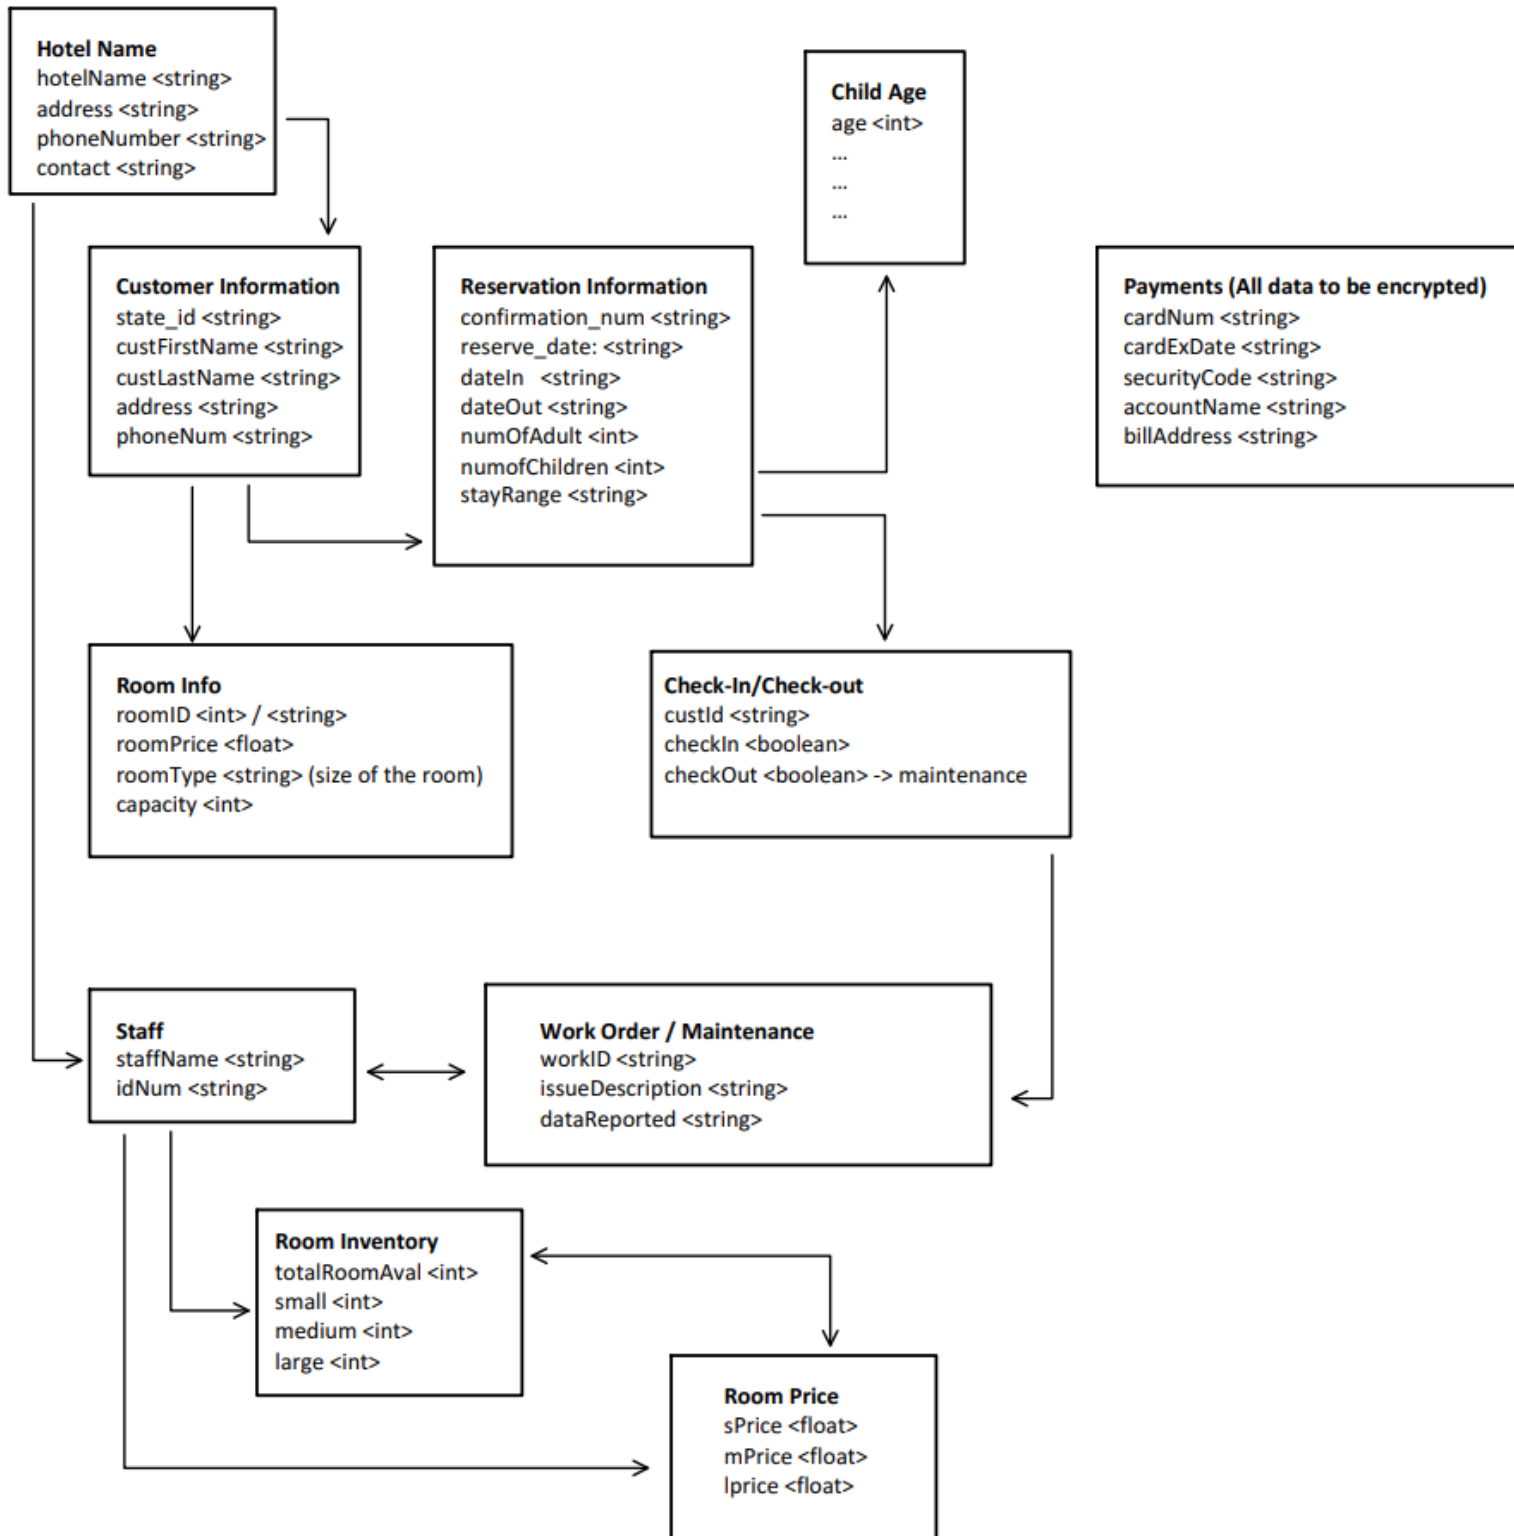 Hotel Name
hotelName <string>
address <string>
phoneNumber <string>
contact <string>
Child Age
age <int>
...
...
...
Customer Information
state_id <string>
custFirstName <string>
custLastName <string>
address <string>
phoneNum <string>
Reservation Information
confirmation_num <string>
reserve_date: <string>
dateIn <string>
dateOut <string>
numOfAdult <int>
numofChildren <int>
stayRange <string>
Payments (All data to be encrypted)
cardNum <string>
cardExDate <string>
securityCode <string>
accountName <string>
billAddress <string>
Room Info
roomID <int> / <string>
roomPrice <float>
roomType <string> (size of the room)
capacity <int>
Check-In/Check-out
custId <string>
checkIn <boolean>
checkOut <boolean> -> maintenance
Staff
staffName <string>
idNum <string>
Work Order / Maintenance
workID <string>
issueDescription <string>
dataReported <string>
Room Inventory
totalRoomAval <int>
small <int>
medium <int>
large <int>
Room Price
sPrice <float>
mPrice <float>
lprice <float>